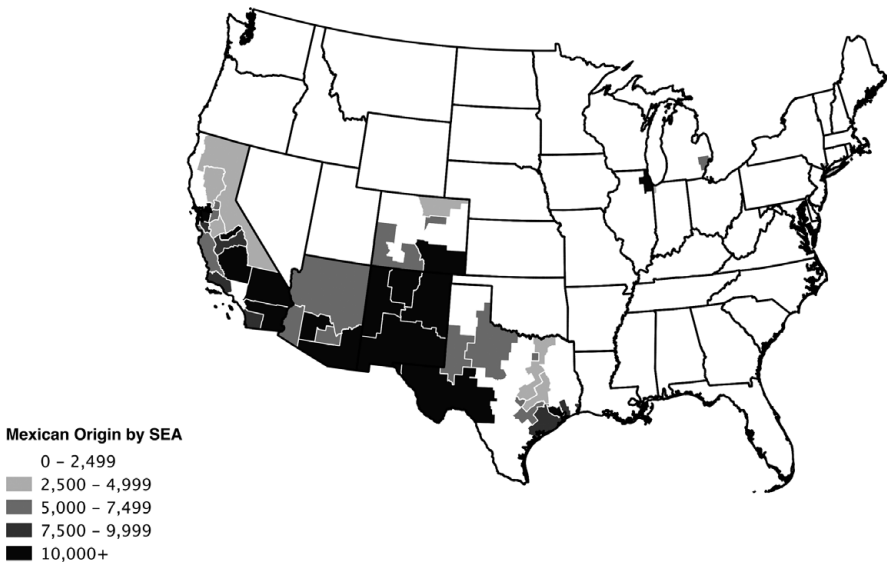 Mexican Origin by SEA
0 – 2,499
2,500 – 4,999
5,000 – 7,499
7,500 – 9,999
10,000+